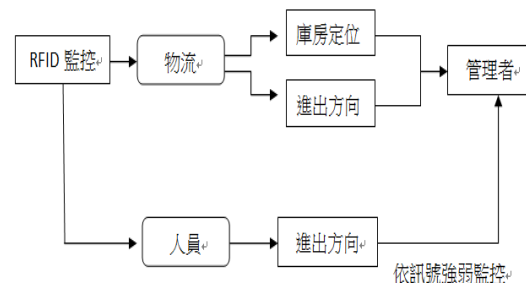 庫房定位
RFID 監控
物流
管理者
進出方向
人員
進出方向
依訊號強弱監控